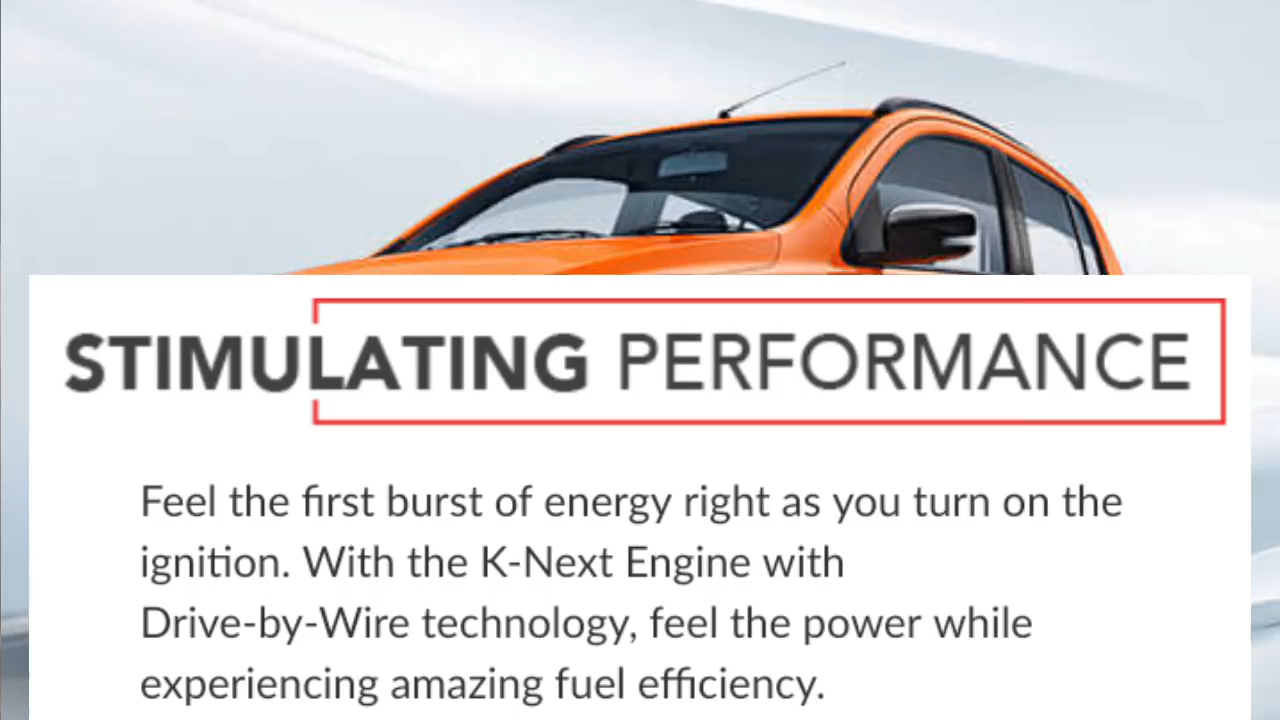 STIMULATING PERFORMANCE
Feel the first burst of energy right as you turn on the
ignition. With the K-Next Engine with
Drive-by-Wire technology, feel the power while
experiencing amazing fuel efficiency.